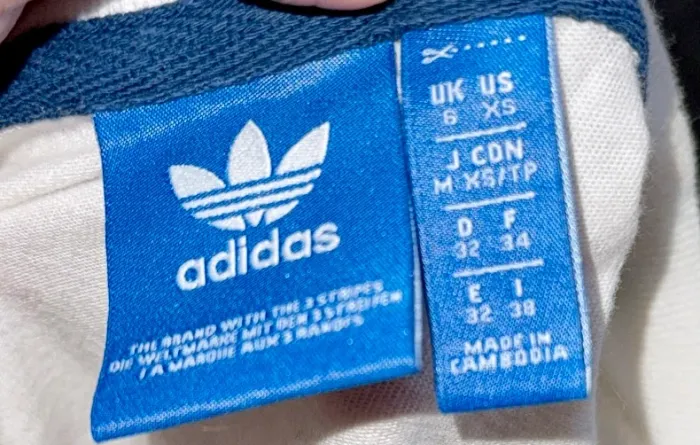 adidas
THE BRAND WITH THE 3 STRIPES
DIE WELTMARKE MIT DEN 3 STREIFEN
LA MARQUE AUX 3 BANDES
UK US
6 XS
J CDN
M XS/TP
D F
32 34
E I
32 38
MADE IN
CAMBODIA